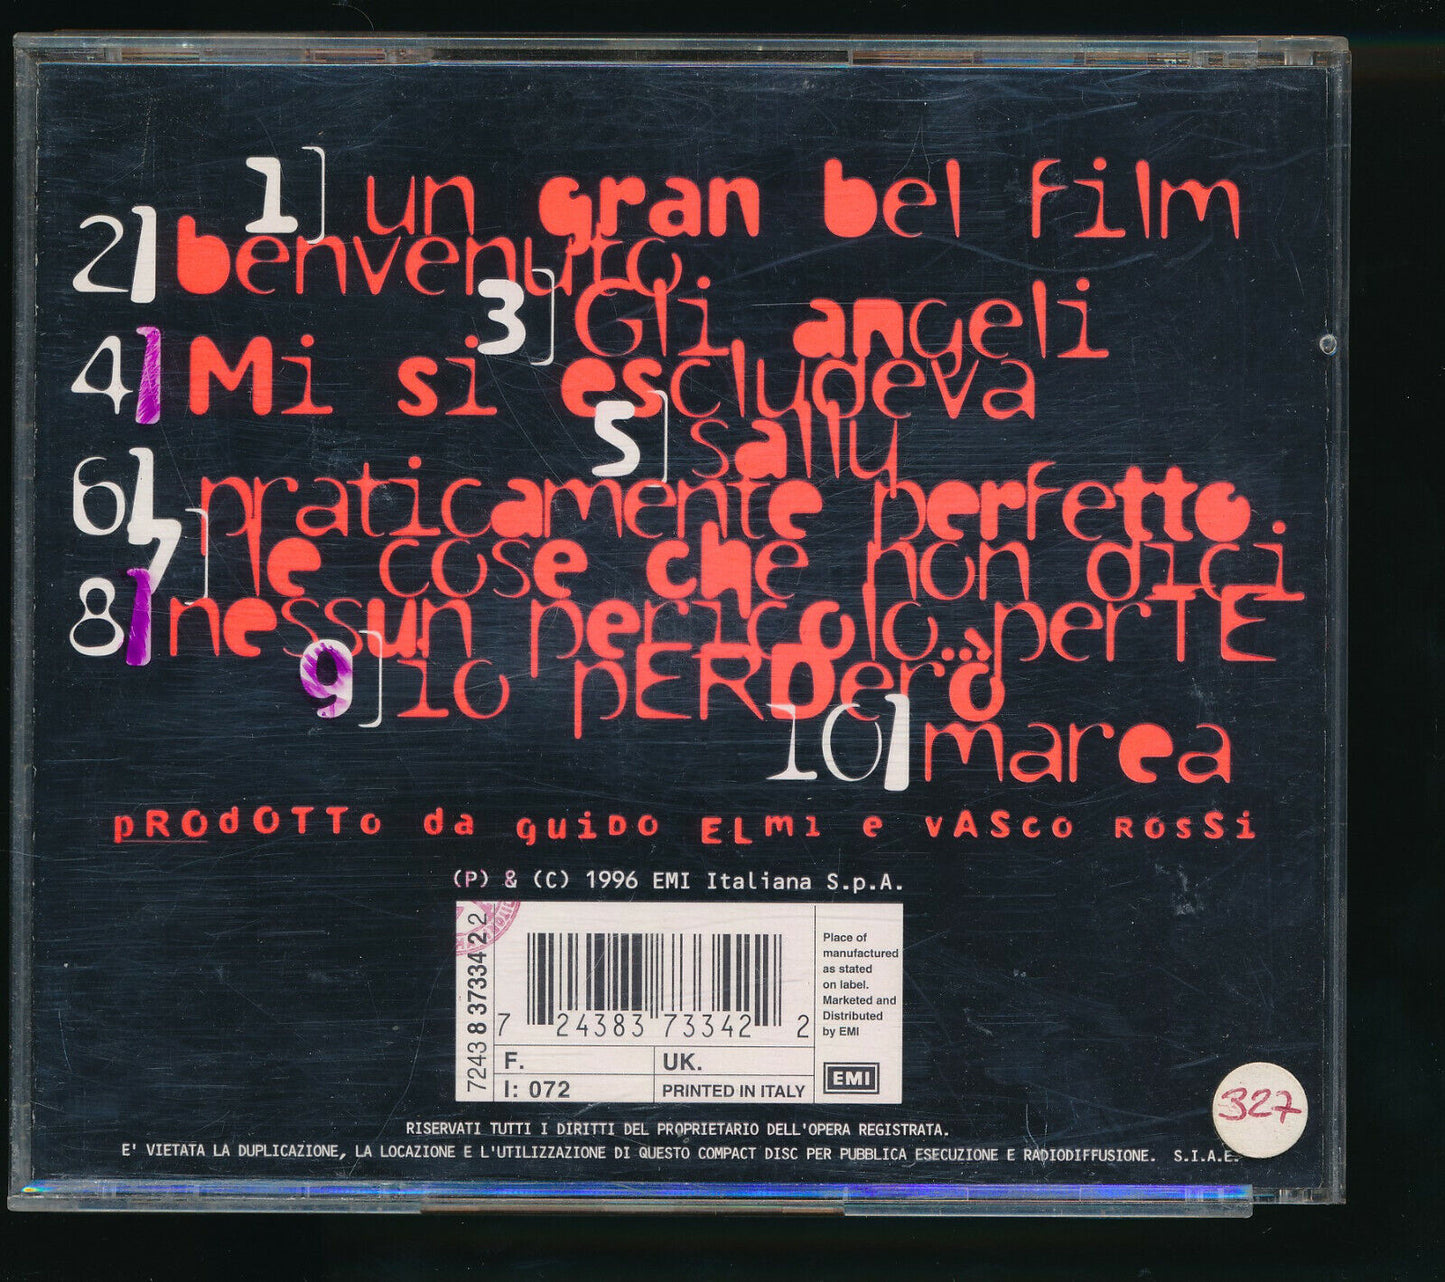 1] un gran bel film
2] benvenuto
3] Gli angeli
4] Mi si escludeva
5] sally
6] praticamente perfetto
7] le cose che non dici
8] nessun pericolo..perTE
9] io pERDerò
10] marea
pRODdOTTo da guiDO ELmi e vASco RosSi
(P) & (C) 1996 EMI Italiana S.p.A.
7243 8 37334 2 2
7 24383 73342 2
F.
UK.
I: 072
PRINTED IN ITALY
Place of
manufactured
as stated
on label.
Marketed and
Distributed
by EMI
EMI
327
RISERVATI TUTTI I DIRITTI DEL PROPRIETARIO DELL'OPERA REGISTRATA.
E' VIETATA LA DUPLICAZIONE, LA LOCAZIONE E L'UTILIZZAZIONE DI QUESTO COMPACT DISC PER PUBBLICA ESECUZIONE E RADIODIFFUSIONE. S.I.A.E.